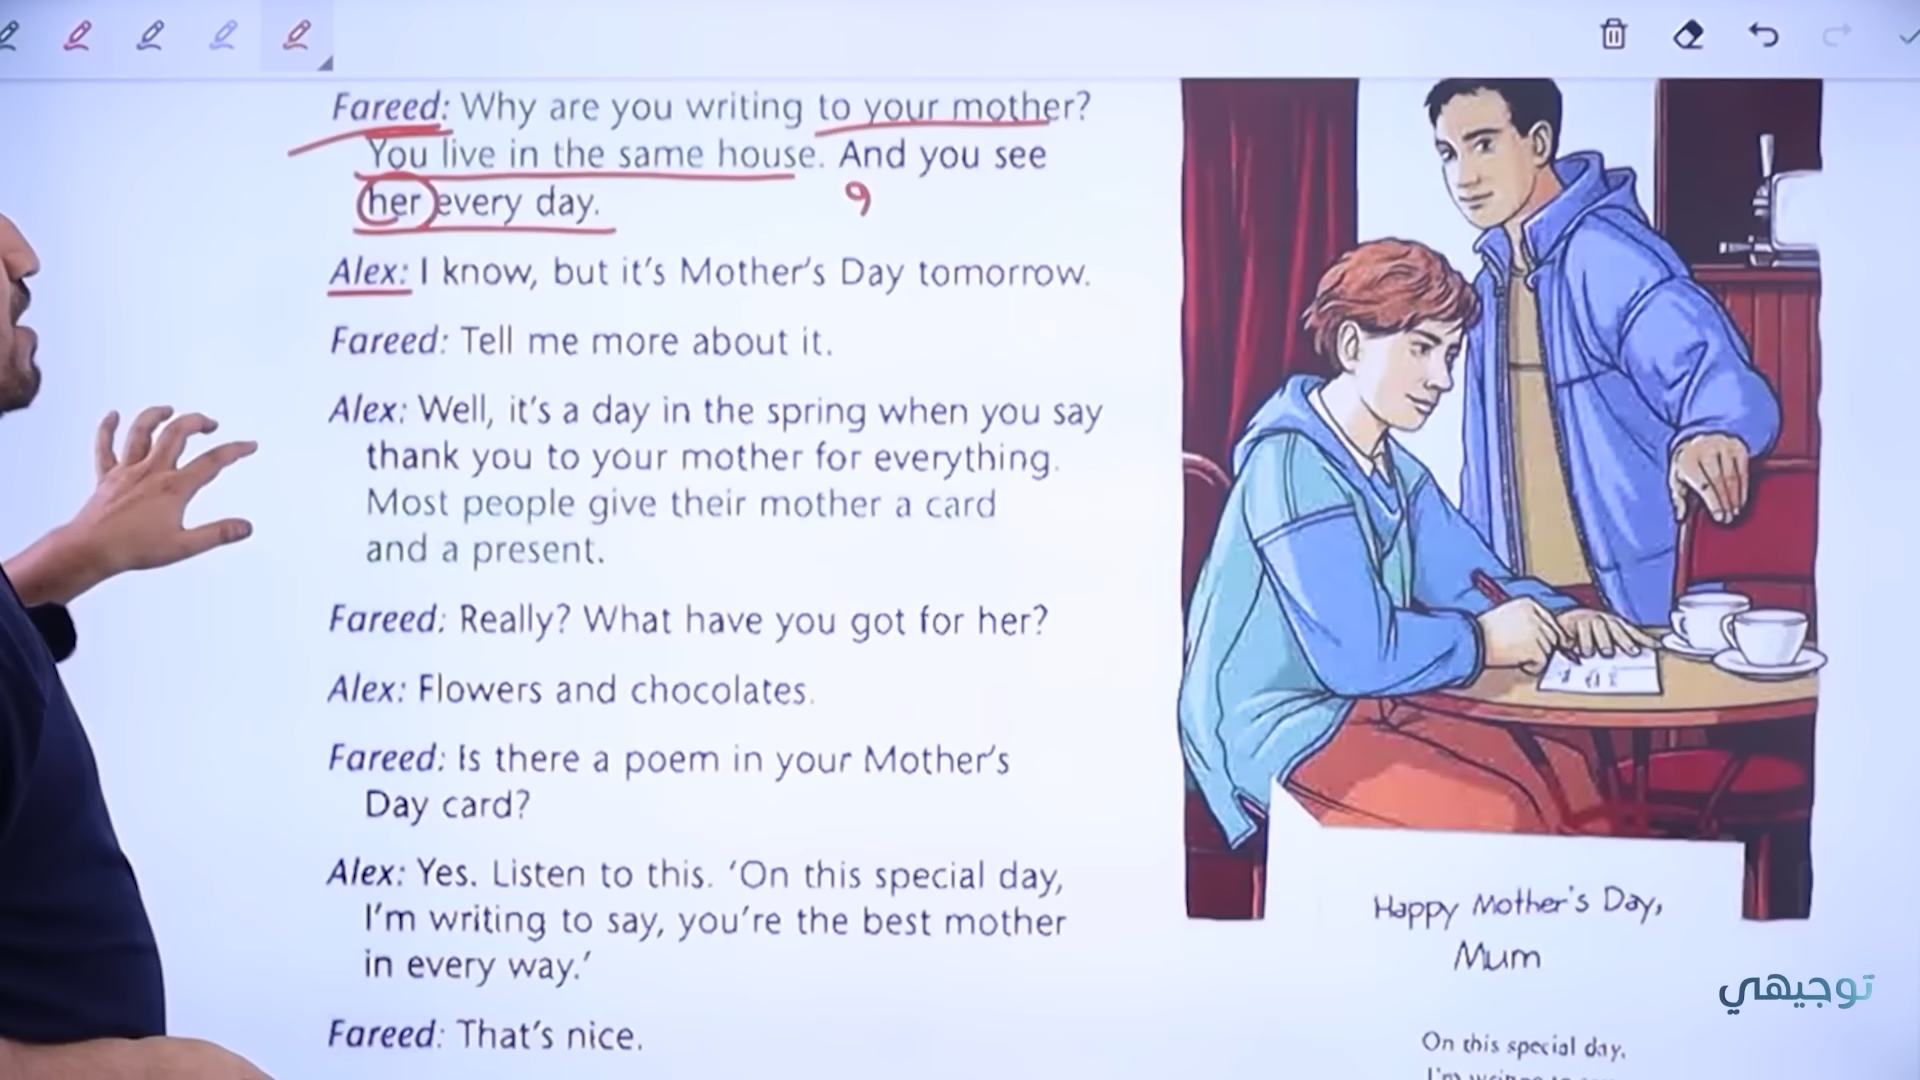 Fareed: Why are you writing to your mother?
You live in the same house. And you see
her every day.
و
Alex: I know, but it's Mother's Day tomorrow.
Fareed: Tell me more about it.
Alex: Well, it's a day in the spring when you say
thank you to your mother for everything.
Most people give their mother a card
and a present.
Fareed: Really? What have you got for her?
Alex: Flowers and chocolates.
Fareed: Is there a poem in your Mother's
Day card?
Alex: Yes. Listen to this. 'On this special day,
I'm writing to say, you're the best mother
in every way.'
Fareed: That's nice.
Happy Mother's Day,
Mum
On this special day,
توجيهي